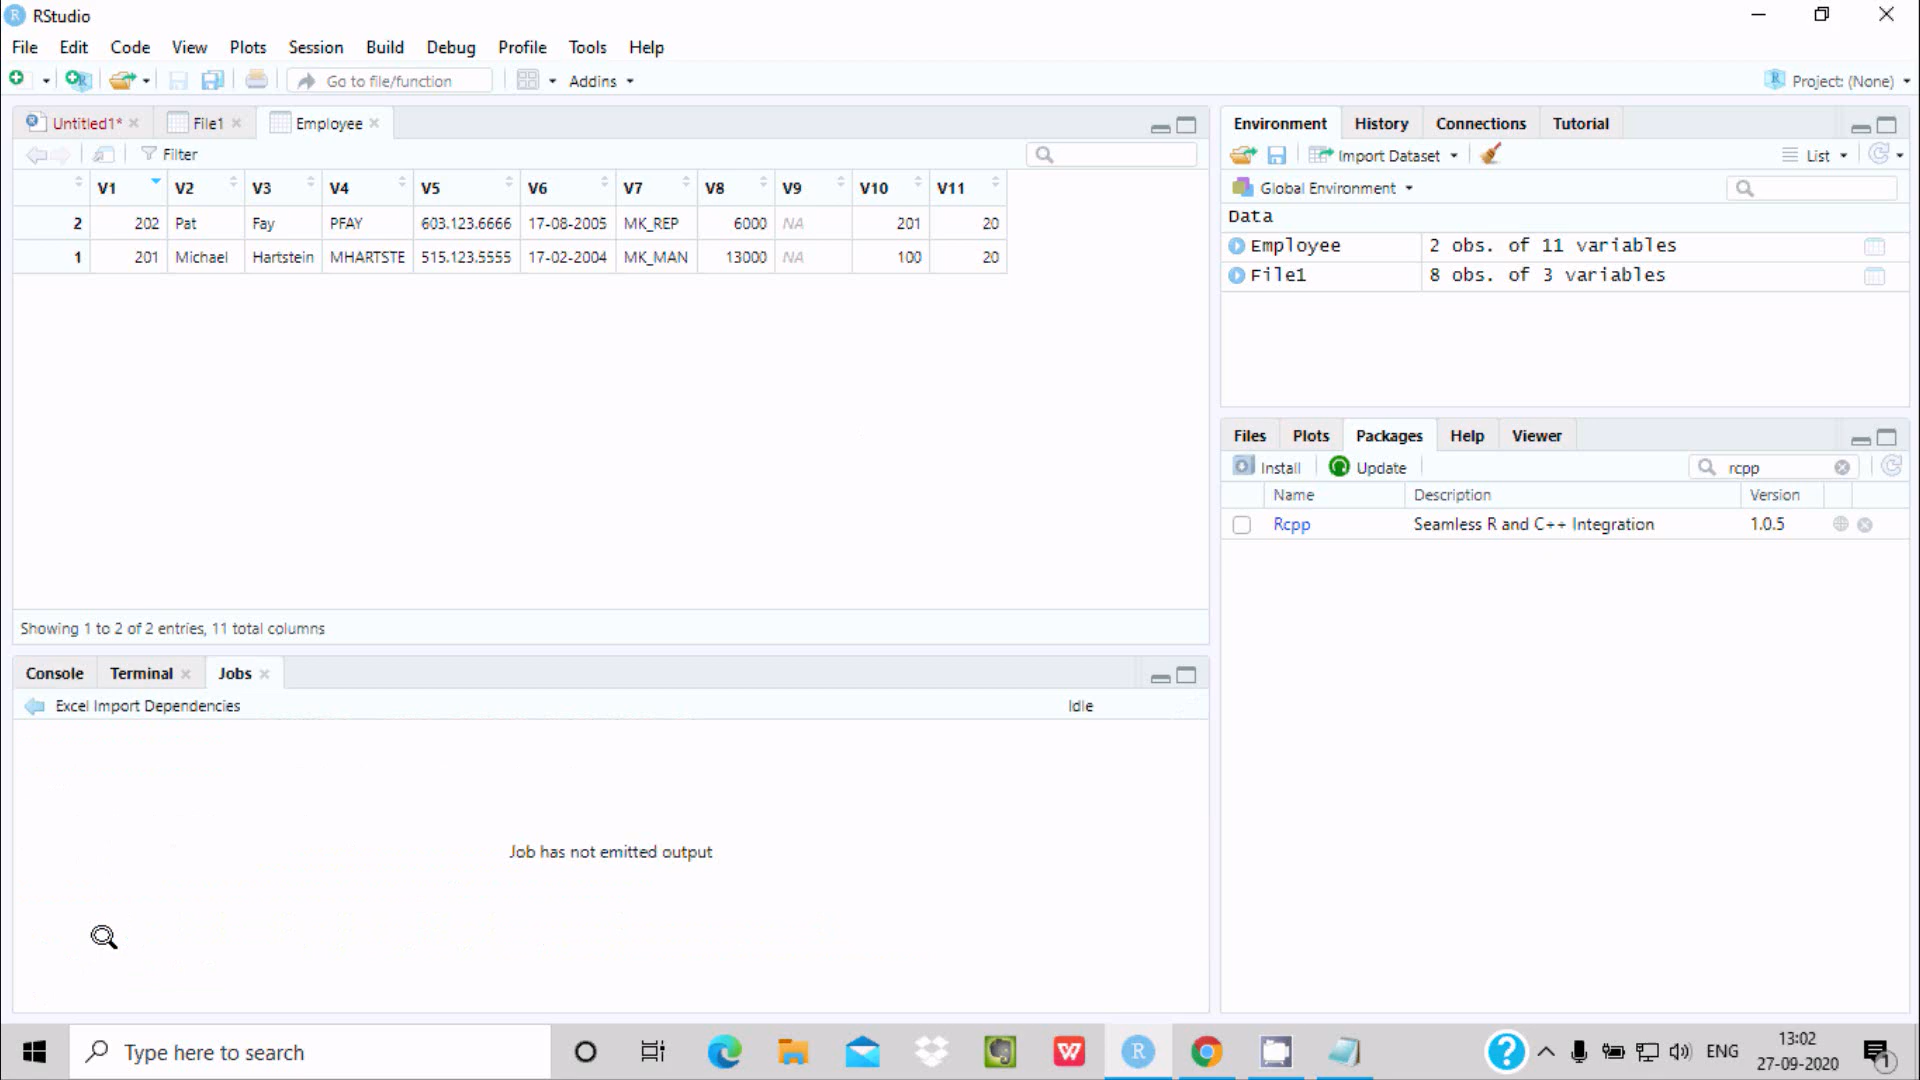 RStudio
File Edit Code View Plots Session Build Debug Profile Tools Help
Go to file/function Addins Project: (None)
Untitled1* File1 Employee
Filter
V1 V2 V3 V4 V5 V6 V7 V8 V9 V10 V11
2 202 Pat Fay PFAY 603.123.6666 17-08-2005 MK_REP 6000 NA 201 20
1 201 Michael Hartstein MHARTSTE 515.123.5555 17-02-2004 MK_MAN 13000 NA 100 20
Showing 1 to 2 of 2 entries, 11 total columns
Console Terminal Jobs
Excel Import Dependencies Idle
Job has not emitted output
Environment History Connections Tutorial
Import Dataset List
Global Environment
Data
Employee 2 obs. of 11 variables
File1 8 obs. of 3 variables
Files Plots Packages Help Viewer
Install Update rcpp
Name Description Version
Rcpp Seamless R and C++ Integration 1.0.5
Type here to search
ENG
13:02
27-09-2020
1